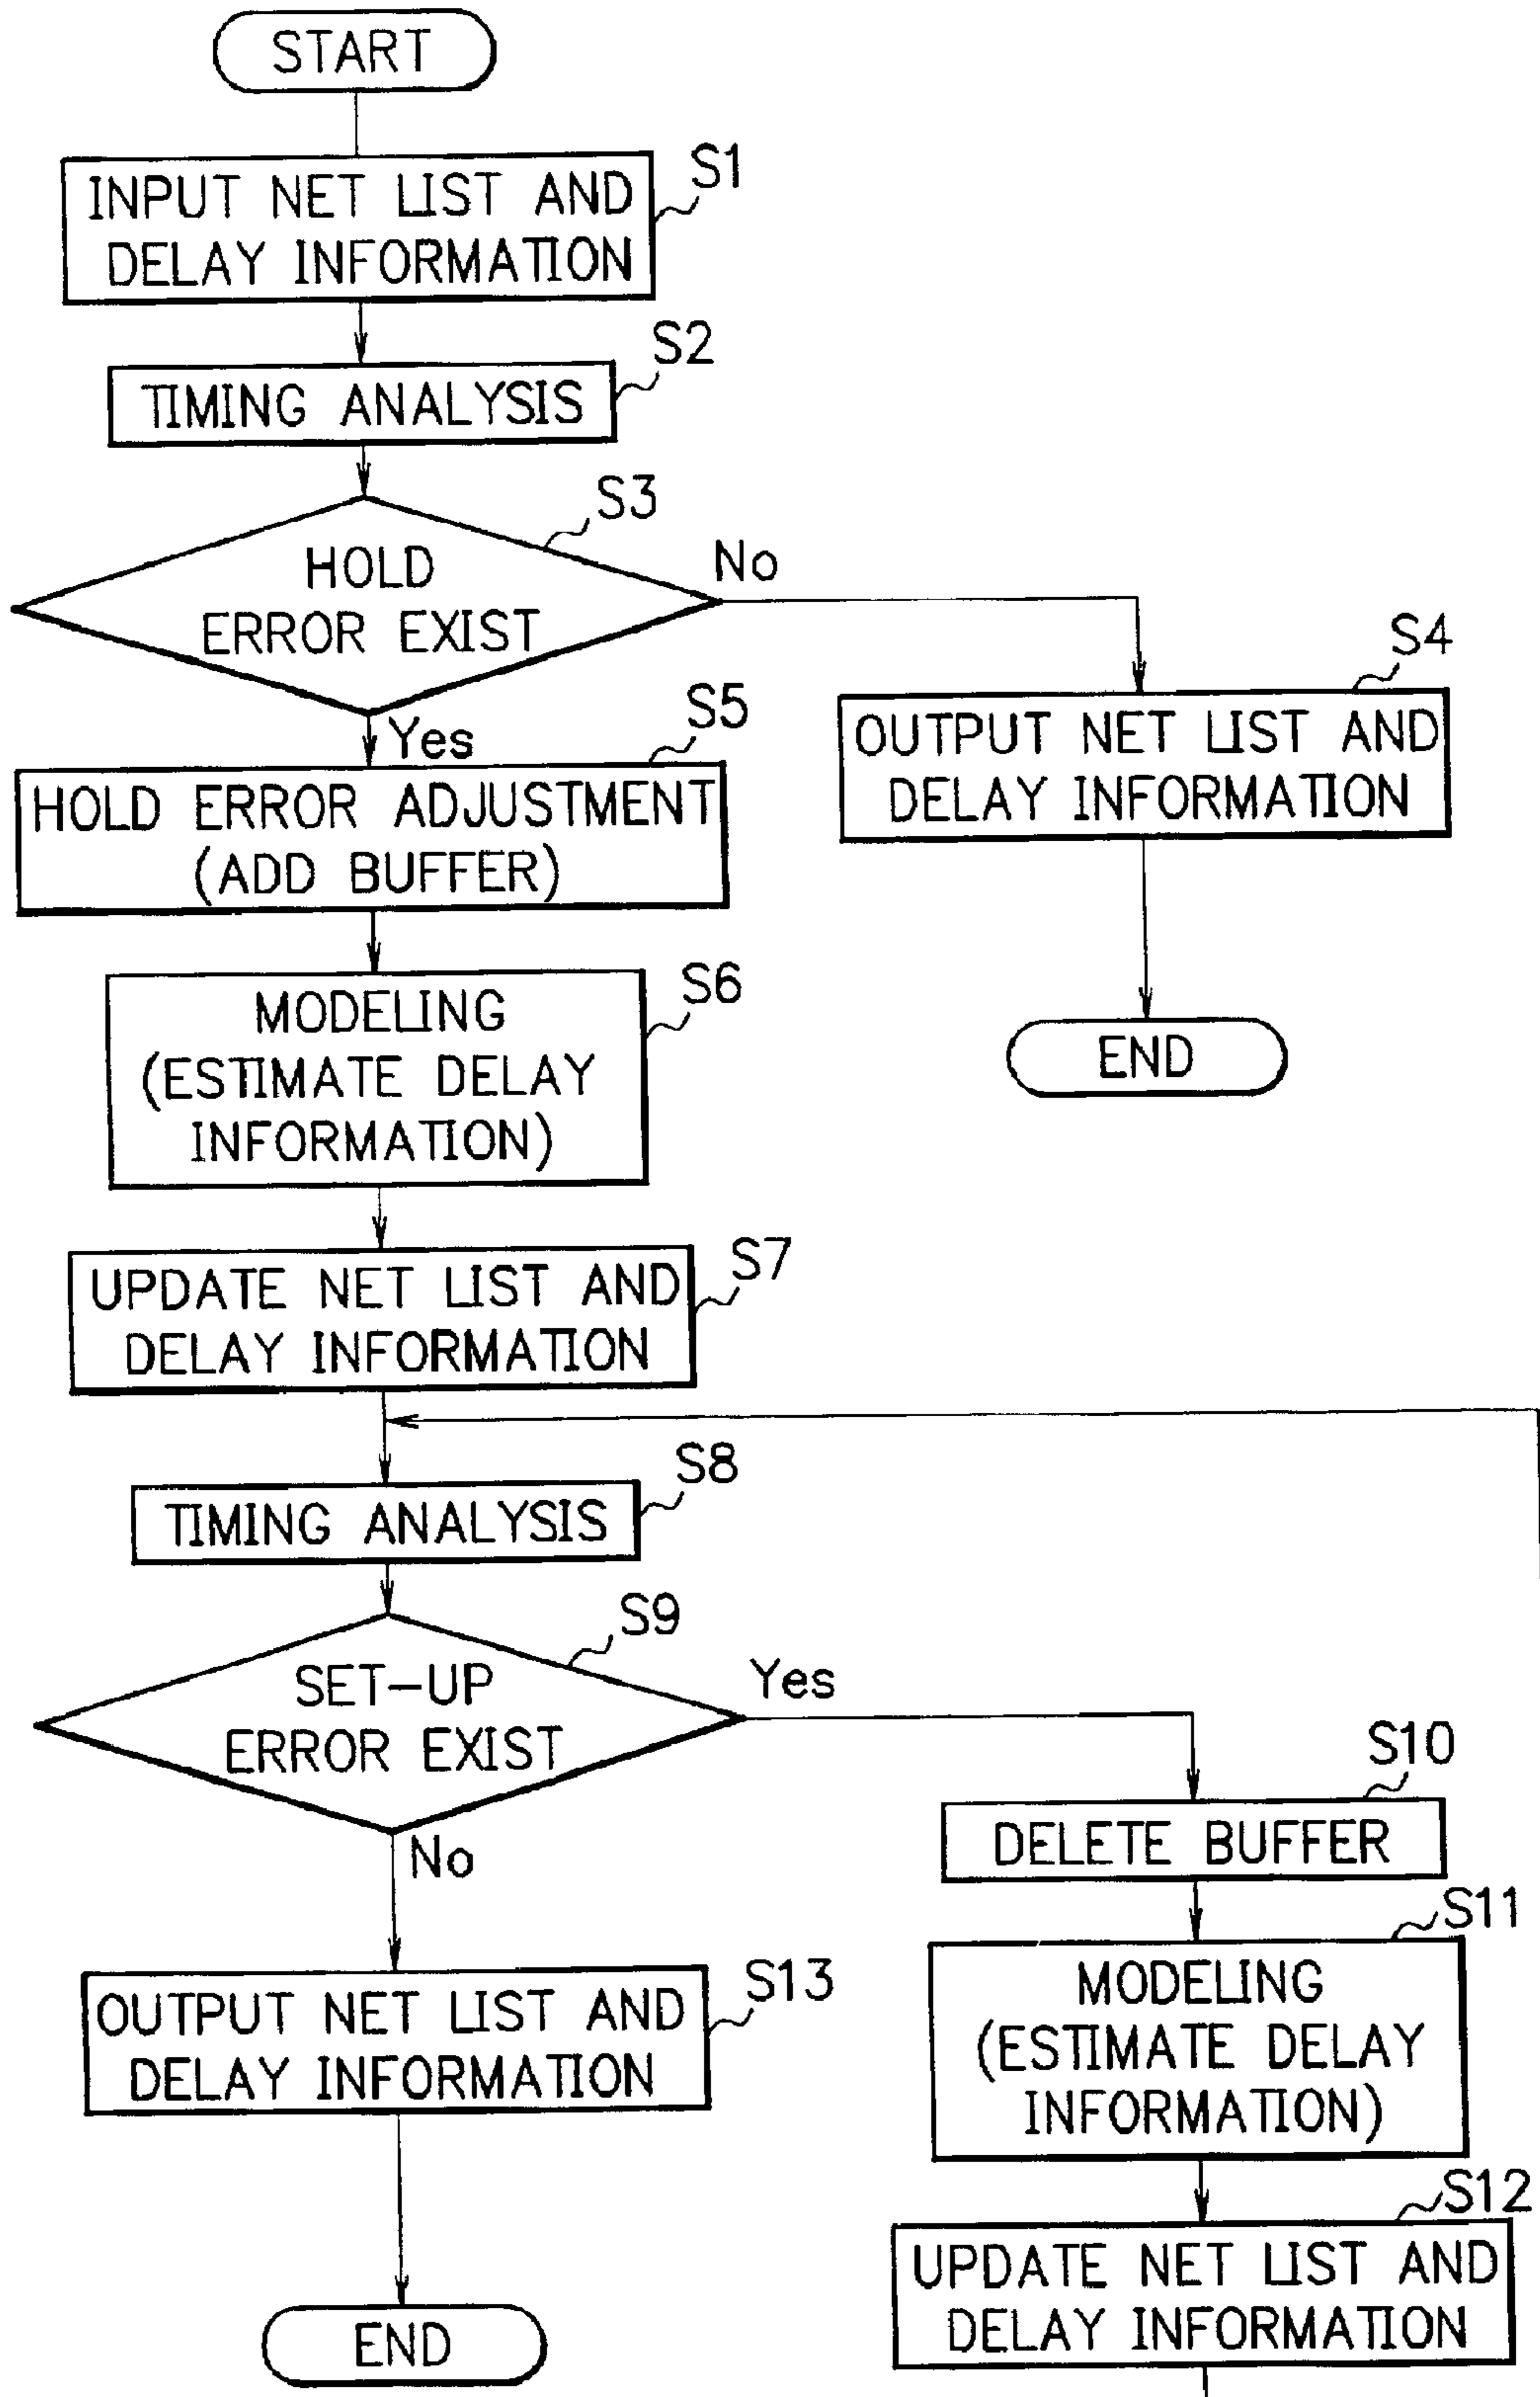 START
S1
INPUT NET LIST AND
DELAY INFORMATION
S2
TIMING ANALYSIS
S3
HOLD
ERROR EXIST
No
S4
OUTPUT NET LIST AND
DELAY INFORMATION
END
Yes
S5
HOLD ERROR ADJUSTMENT
(ADD BUFFER)
S6
MODELING
(ESTIMATE DELAY
INFORMATION)
S7
UPDATE NET LIST AND
DELAY INFORMATION
S8
TIMING ANALYSIS
S9
SET-UP
ERROR EXIST
Yes
S10
DELETE BUFFER
S11
MODELING
(ESTIMATE DELAY
INFORMATION)
S12
UPDATE NET LIST AND
DELAY INFORMATION
No
S13
OUTPUT NET LIST AND
DELAY INFORMATION
END